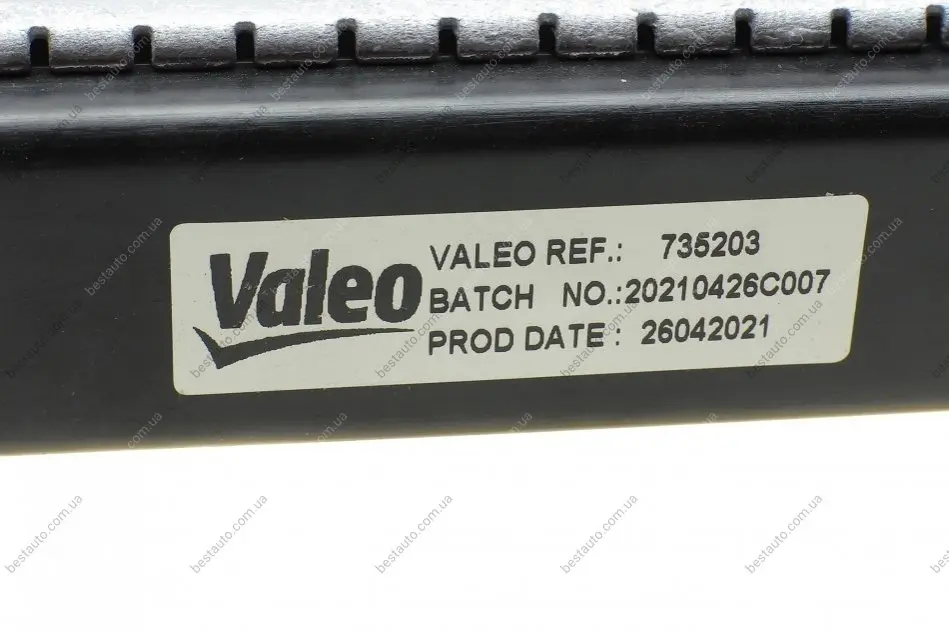 Valeo
VALEO REF.: 735203
BATCH NO.:20210426C007
PROD DATE : 26042021
bestauto.com.ua